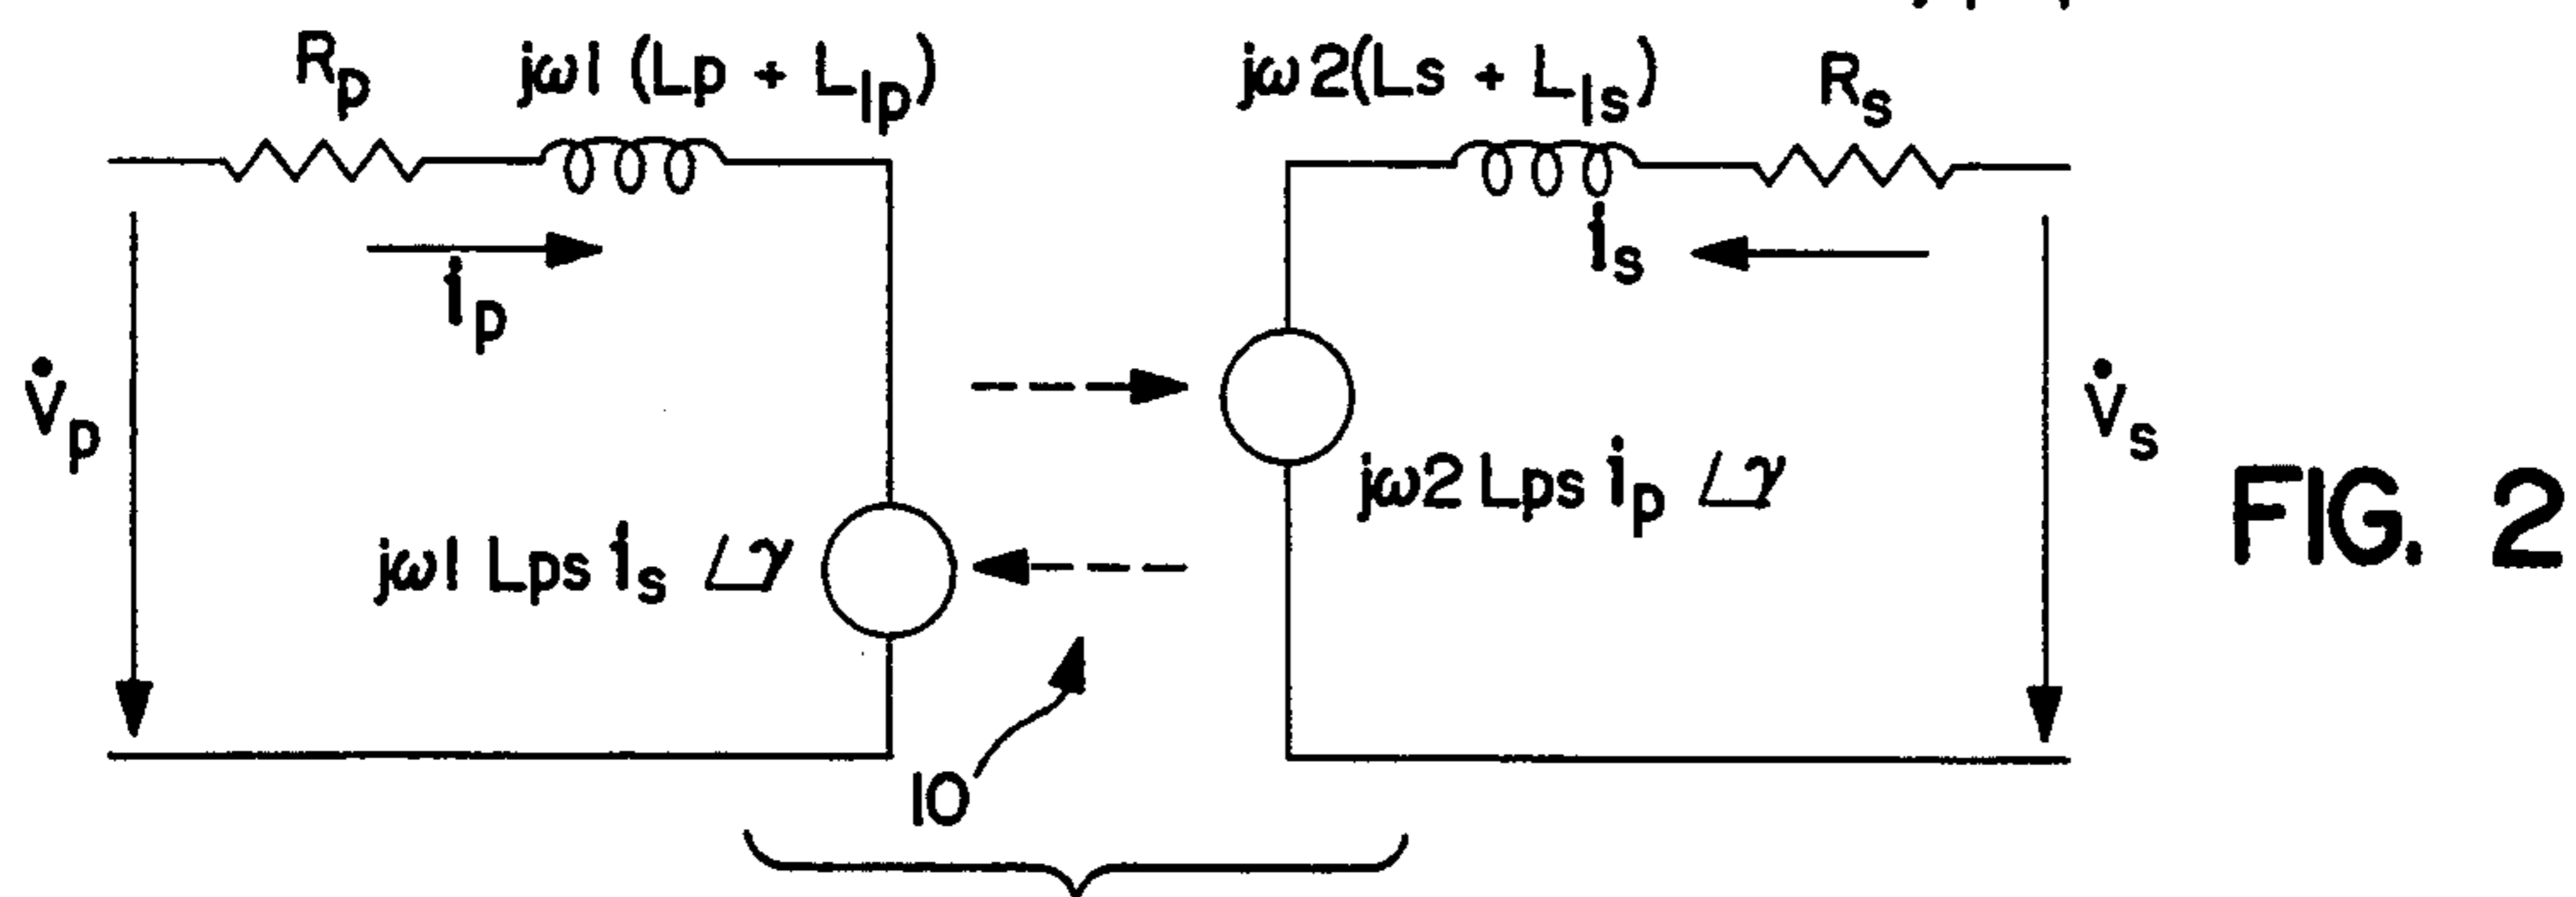 Rp
jω1 (Lp + Llp)
jω2(Ls + Lls)
Rs
ip
is
v̇p
v̇s
jω2 Lps ip ∠γ
jω1 Lps is ∠γ
10
FIG. 2